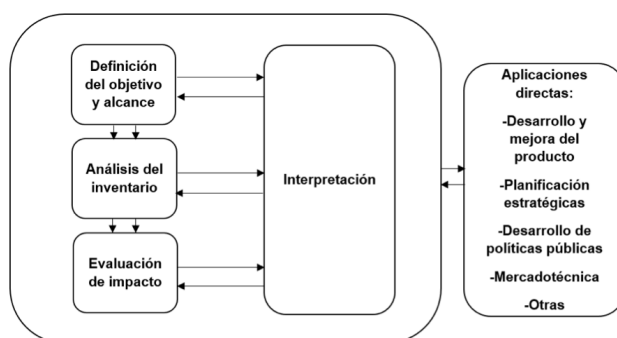 Definición
del objetivo
y alcance
Análisis del
inventario
Evaluación
de impacto
Interpretación
Aplicaciones
directas:
-Desarrollo y
mejora del
producto
-Planificación
estratégicas
-Desarrollo de
políticas públicas
-Mercadotécnica
-Otras